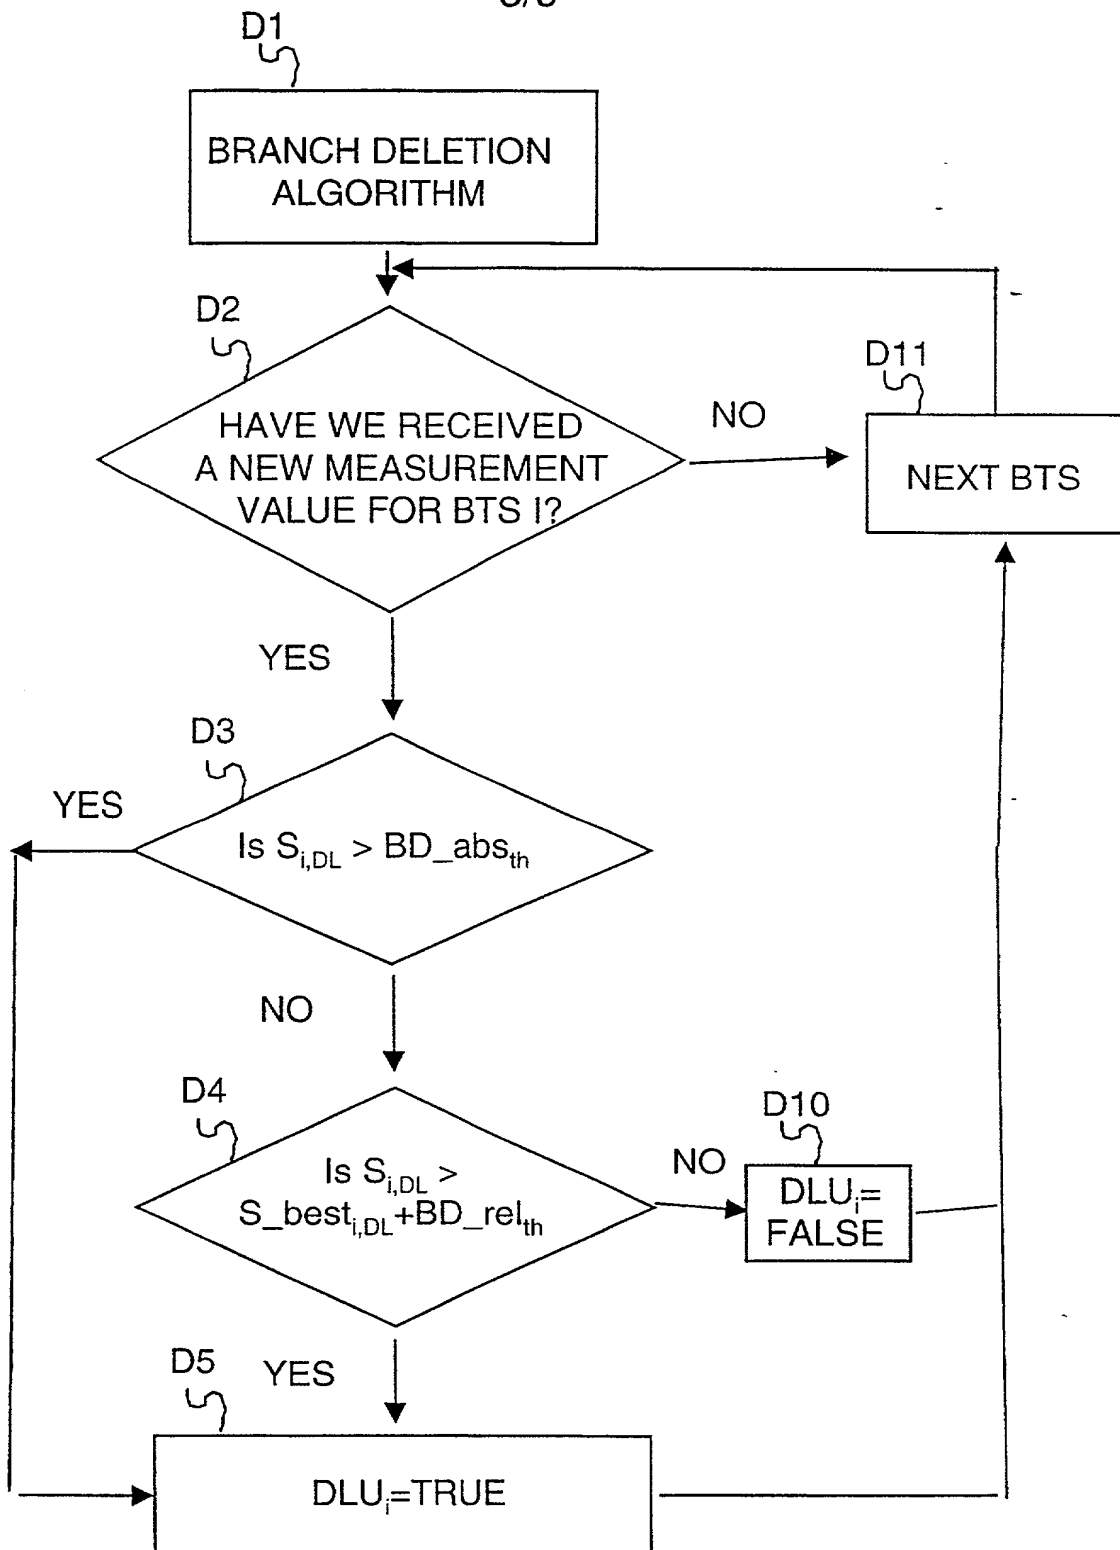 D1
BRANCH DELETION
ALGORITHM
D2
HAVE WE RECEIVED
A NEW MEASUREMENT
VALUE FOR BTS I?
NO
D11
NEXT BTS
YES
D3
YES
Is S_{i,DL} > BD_abs_{th}
NO
D4
Is S_{i,DL} >
S_best_{i,DL}+BD_rel_{th}
NO
D10
DLU_i=
FALSE
D5
YES
DLU_i=TRUE